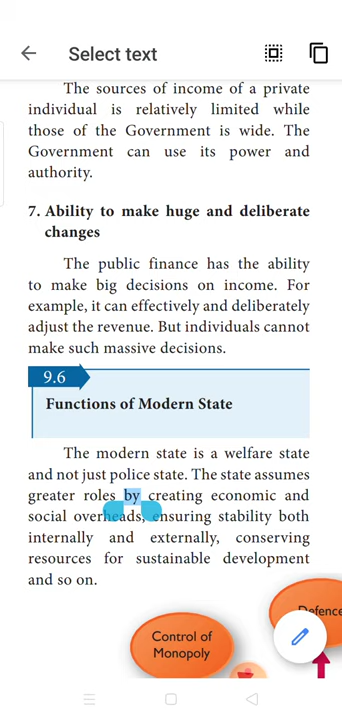 Select text
The sources of income of a private
individual is relatively limited while
those of the Government is wide. The
Government can use its power and
authority.
7. Ability to make huge and deliberate
changes
The public finance has the ability
to make big decisions on income. For
example, it can effectively and deliberately
adjust the revenue. But individuals cannot
make such massive decisions.
9.6
Functions of Modern State
The modern state is a welfare state
and not just police state. The state assumes
greater roles by creating economic and
social overheads, ensuring stability both
internally and externally, conserving
resources for sustainable development
and so on.
Defence
Control of
Monopoly